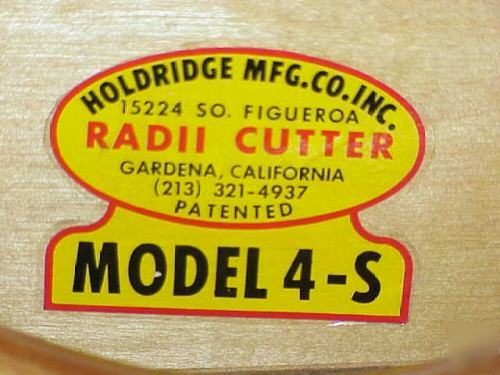 HOLDRIDGE MFG.CO.INC.
15224 SO. FIGUEROA
RADII CUTTER
GARDENA, CALIFORNIA
(213) 321-4937
PATENTED
MODEL 4-S